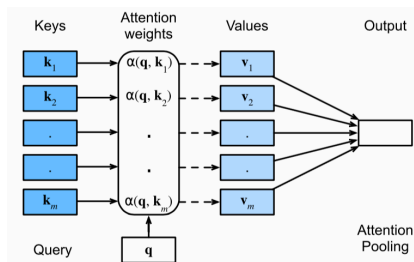 Keys Attention weights Values Output
k1 α(q, k1) v1
k2 α(q, k2) v2
. . .
. . .
km α(q, km) vm
Query q Attention Pooling